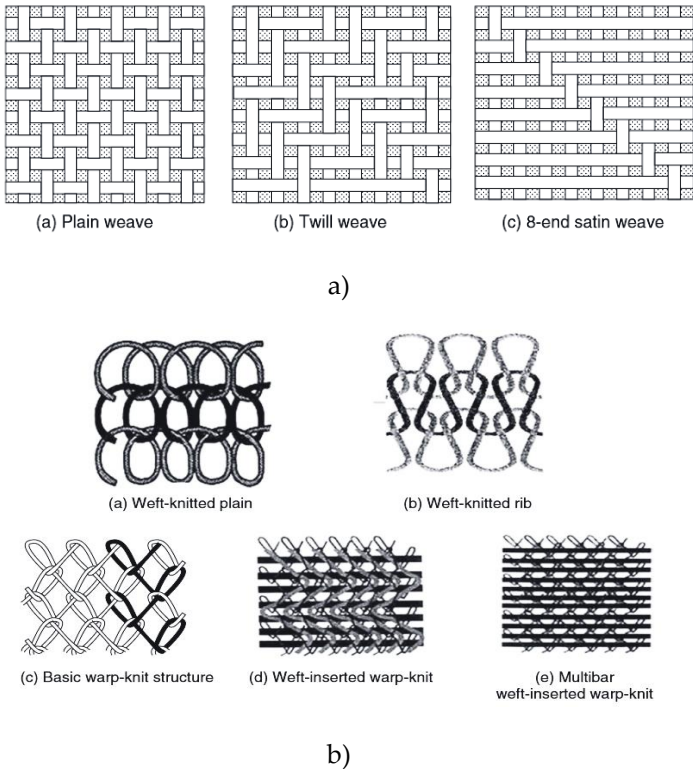 (a) Plain weave
(b) Twill weave
(c) 8-end satin weave
a)
(a) Weft-knitted plain
(b) Weft-knitted rib
(c) Basic warp-knit structure
(d) Weft-inserted warp-knit
(e) Multibar
weft-inserted warp-knit
b)